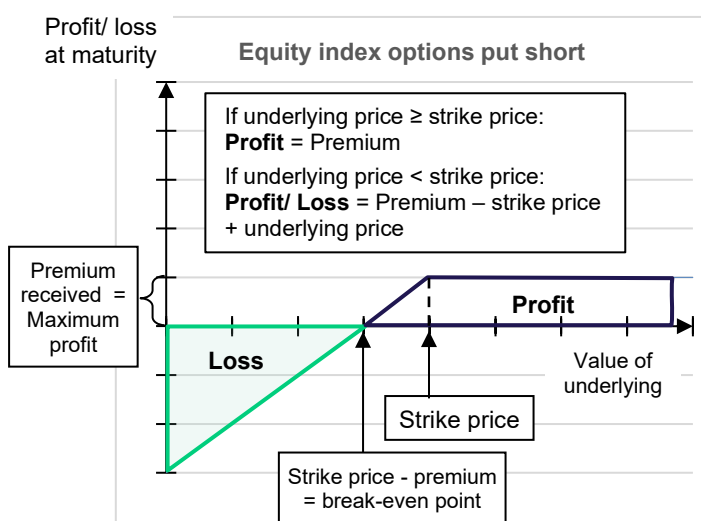 Profit/ loss
at maturity
Equity index options put short
If underlying price ≥ strike price:
Profit = Premium
If underlying price < strike price:
Profit/ Loss = Premium – strike price
+ underlying price
Premium
received =
Maximum
profit
Profit
Loss
Value of
underlying
Strike price
Strike price - premium
= break-even point